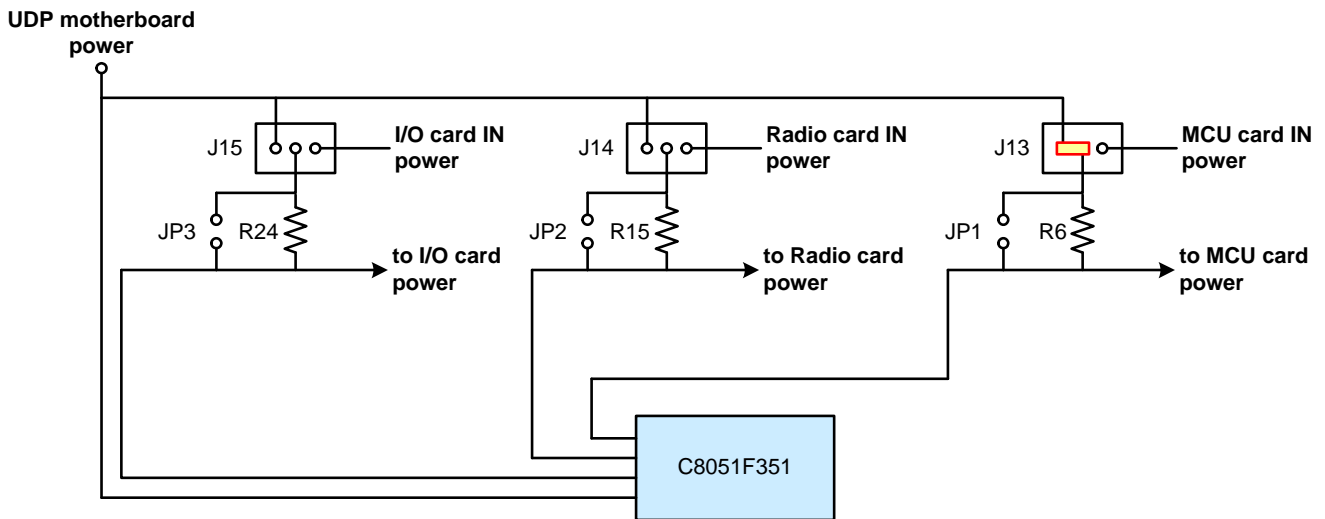 UDP motherboard
power
J15
I/O card IN
power
J14
Radio card IN
power
J13
MCU card IN
power
JP3
R24
JP2
R15
JP1
R6
to I/O card
power
to Radio card
power
to MCU card
power
C8051F351